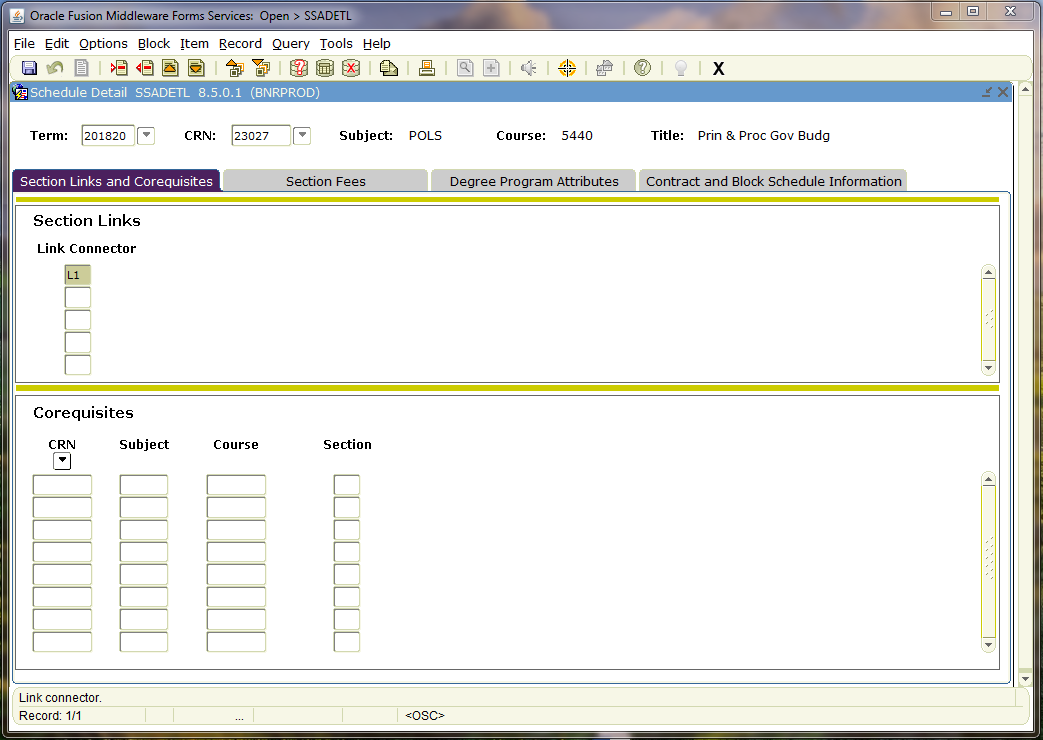 Oracle Fusion Middleware Forms Services:  Open > SSADETL
File Edit Options Block Item Record Query Tools Help
X
Schedule Detail  SSADETL  8.5.0.1  (BNRPROD)
Term: 201820 CRN: 23027 Subject: POLS Course: 5440 Title: Prin & Proc Gov Budg
Section Links and Corequisites Section Fees Degree Program Attributes Contract and Block Schedule Information
Section Links
Link Connector
L1
Corequisites
CRN Subject Course Section
Link connector.
Record: 1/1 ... <OSC>